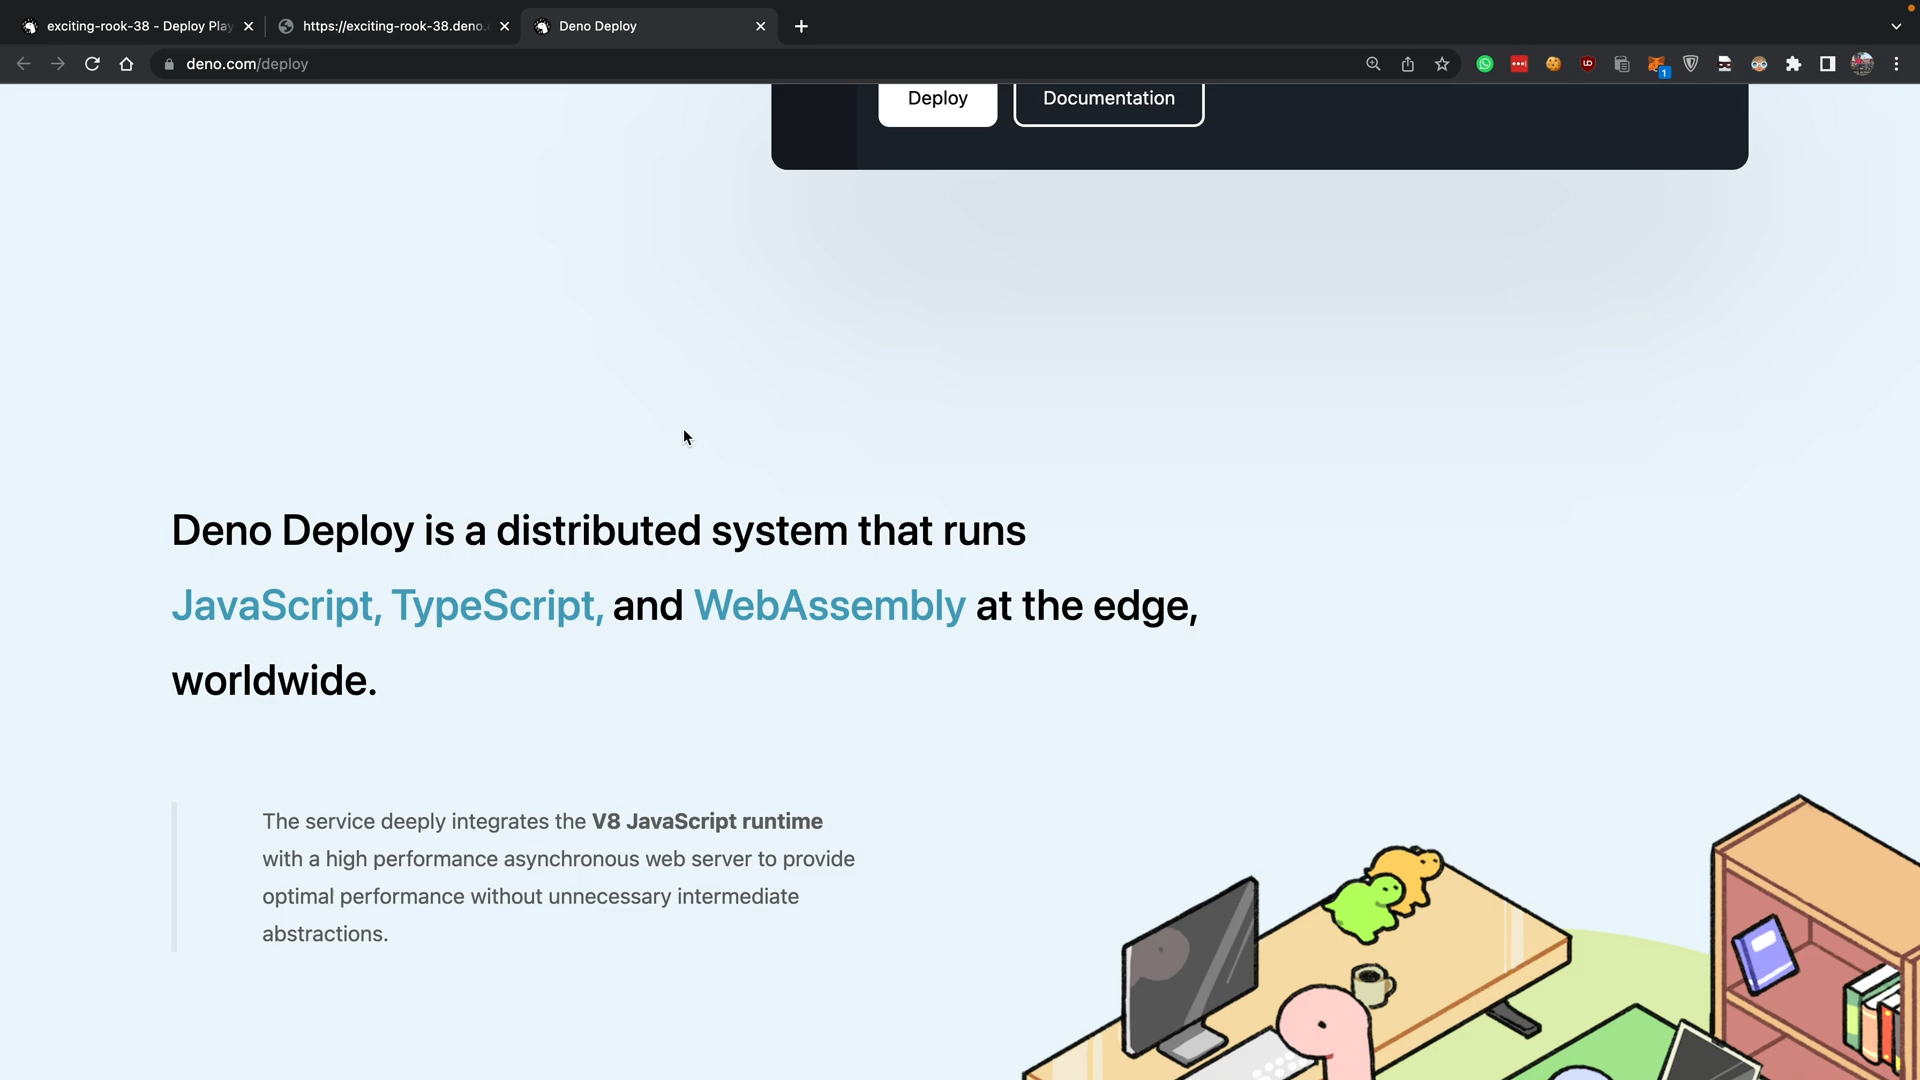 exciting-rook-38 - Deploy Play
https://exciting-rook-38.deno.
Deno Deploy
deno.com/deploy
1
Deploy
Documentation
Deno Deploy is a distributed system that runs
JavaScript, TypeScript, and WebAssembly at the edge,
worldwide.
The service deeply integrates the V8 JavaScript runtime
with a high performance asynchronous web server to provide
optimal performance without unnecessary intermediate
abstractions.